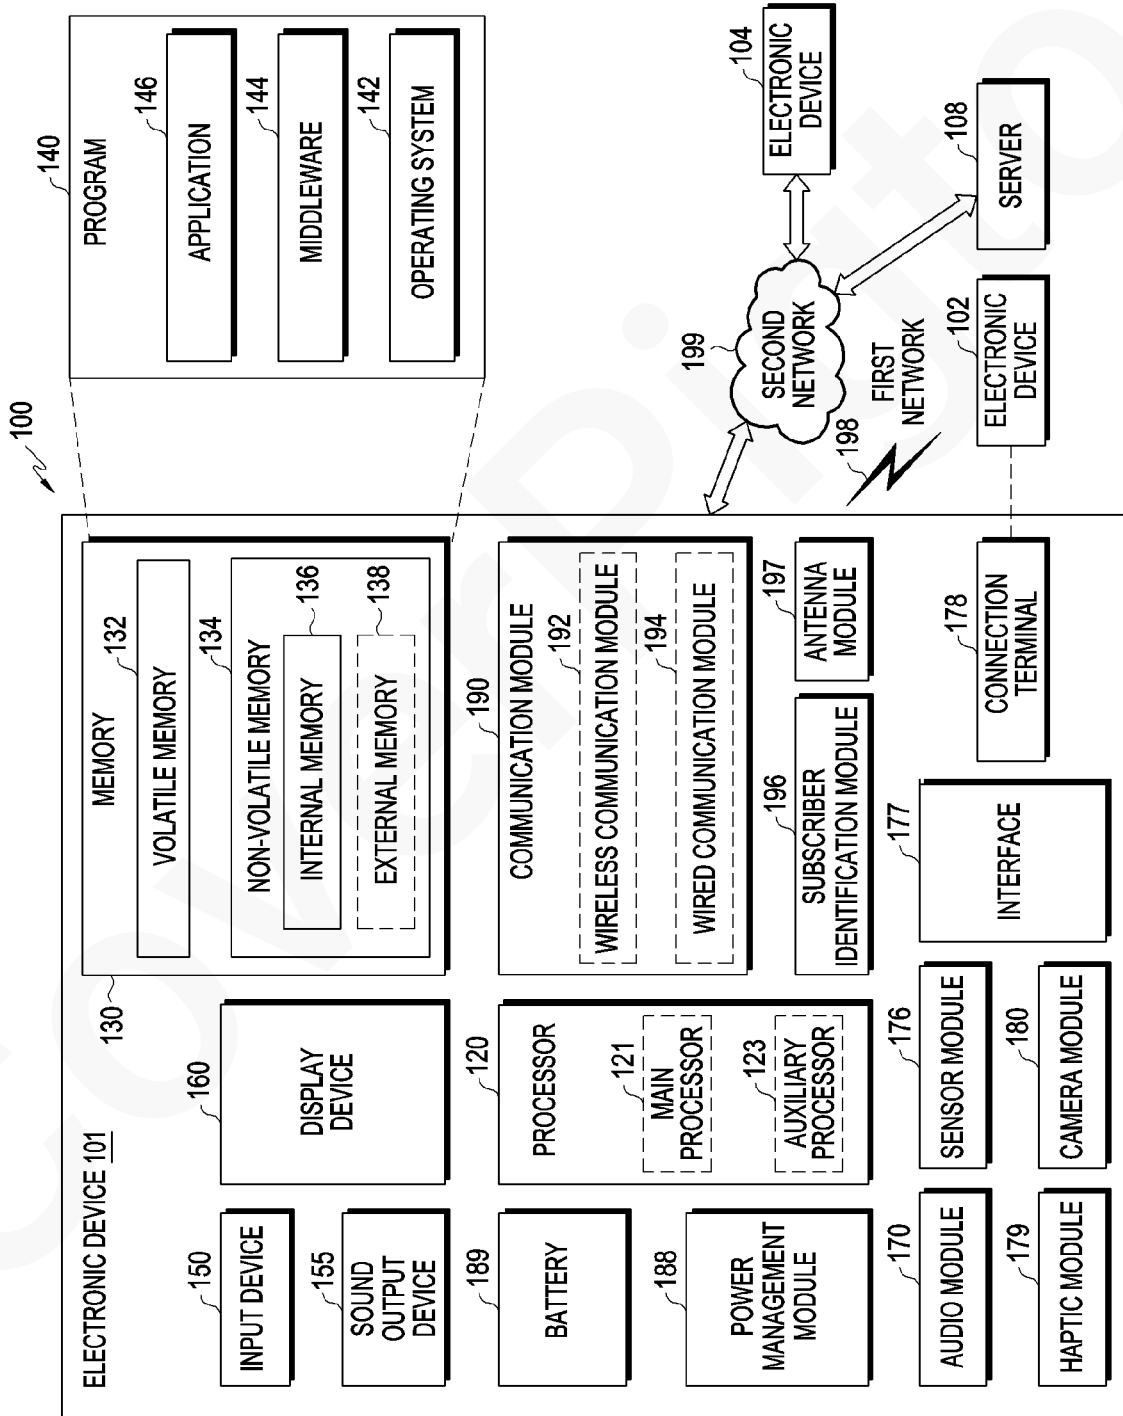 100
ELECTRONIC DEVICE 101
150
INPUT DEVICE
155
SOUND
OUTPUT
DEVICE
189
BATTERY
188
POWER
MANAGEMENT
MODULE
170
AUDIO MODULE
179
HAPTIC MODULE
160
DISPLAY
DEVICE
120
PROCESSOR
121
MAIN
PROCESSOR
123
AUXILIARY
PROCESSOR
176
SENSOR MODULE
180
CAMERA MODULE
130
MEMORY
132
VOLATILE MEMORY
134
NON-VOLATILE MEMORY
136
INTERNAL MEMORY
138
EXTERNAL MEMORY
190
COMMUNICATION MODULE
192
WIRELESS COMMUNICATION MODULE
194
WIRED COMMUNICATION MODULE
196
SUBSCRIBER
IDENTIFICATION MODULE
197
ANTENNA
MODULE
177
INTERFACE
178
CONNECTION
TERMINAL
140
PROGRAM
146
APPLICATION
144
MIDDLEWARE
142
OPERATING SYSTEM
199
SECOND
NETWORK
104
ELECTRONIC
DEVICE
198
FIRST
NETWORK
102
ELECTRONIC
DEVICE
108
SERVER